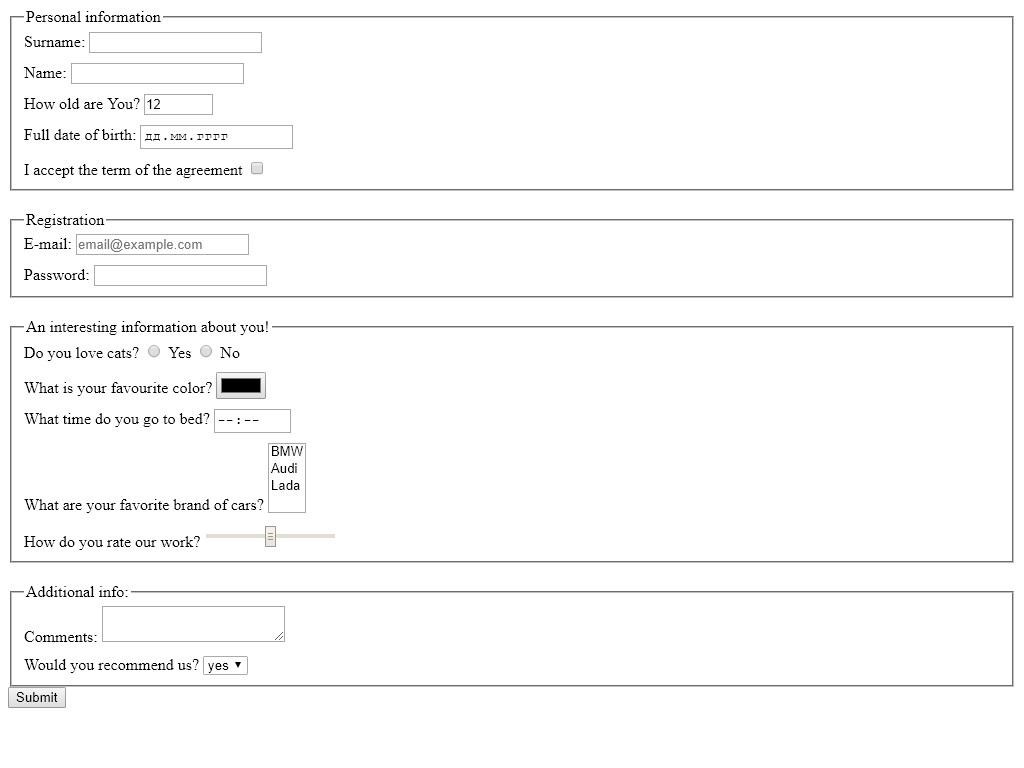 Personal information
Surname:
Name:
How old are You? 12
Full date of birth: дд.мм.гггг
I accept the term of the agreement
Registration
E-mail: email@example.com
Password:
An interesting information about you!
Do you love cats? Yes No
What is your favourite color?
What time do you go to bed? --:--
BMW
Audi
Lada
What are your favorite brand of cars?
How do you rate our work?
Additional info:
Comments:
Would you recommend us? yes
Submit